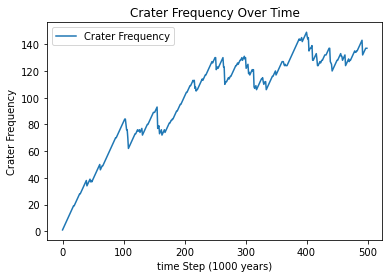 Crater Frequency Over Time
Crater Frequency
140
120
100
80
60
40
20
0
Crater Frequency
0 100 200 300 400 500
time Step (1000 years)